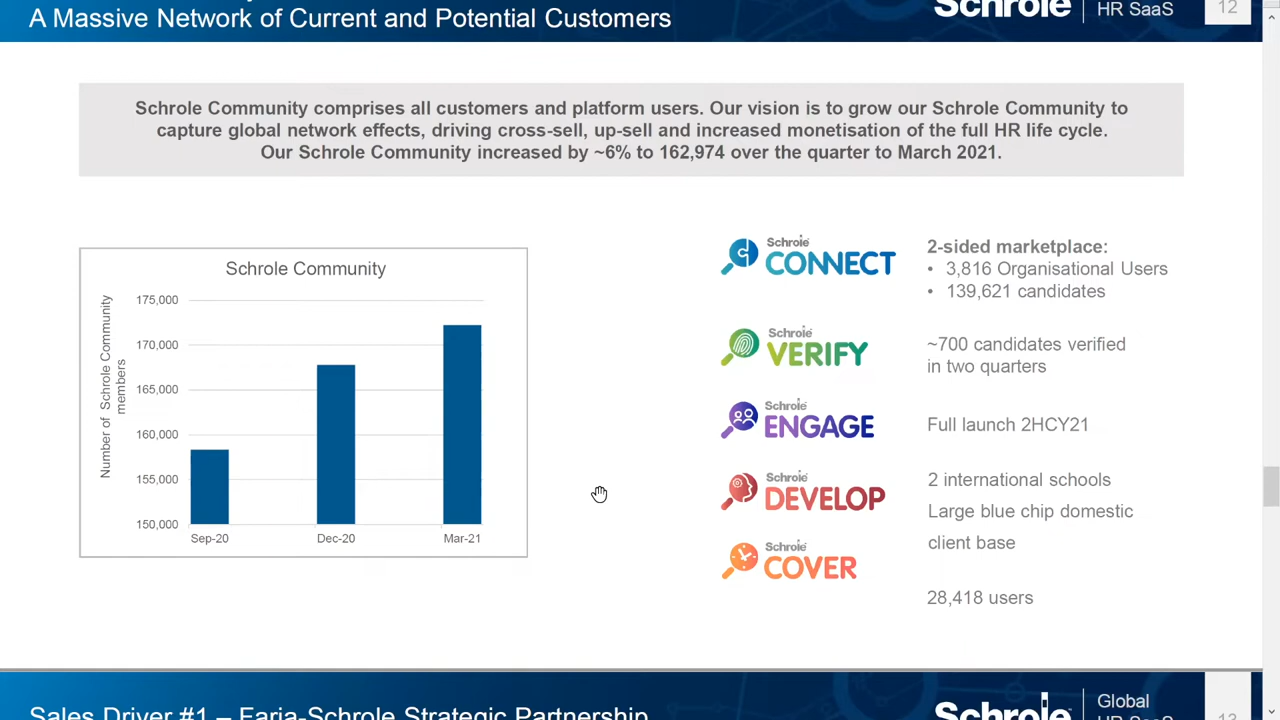 A Massive Network of Current and Potential Customers
Schrole
HR SaaS
12
Schrole Community comprises all customers and platform users. Our vision is to grow our Schrole Community to
capture global network effects, driving cross-sell, up-sell and increased monetisation of the full HR life cycle.
Our Schrole Community increased by ~6% to 162,974 over the quarter to March 2021.
Schrole Community
Number of Schrole Community
members
175,000
170,000
165,000
160,000
155,000
150,000
Sep-20
Dec-20
Mar-21
Schrole
CONNECT
2-sided marketplace:
• 3,816 Organisational Users
• 139,621 candidates
Schrole
VERIFY
~700 candidates verified
in two quarters
Schrole
ENGAGE
Full launch 2HCY21
Schrole
DEVELOP
2 international schools
Large blue chip domestic
client base
Schrole
COVER
28,418 users
Sales Driver #1 – Faria-Schrole Strategic Partnership
Schrole
Global
HR SaaS
13